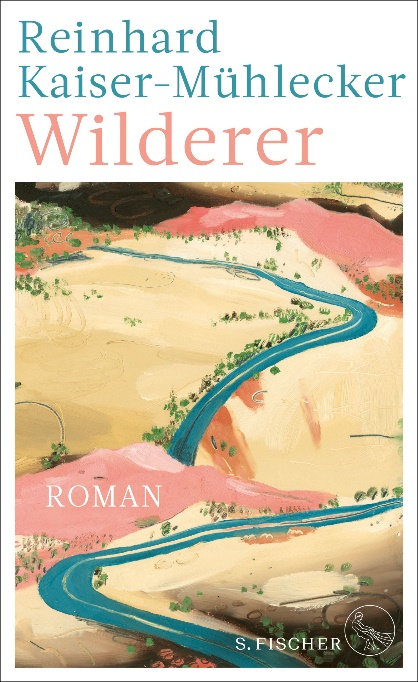 Reinhard
Kaiser-Mühlecker
Wilderer
ROMAN
S. FISCHER